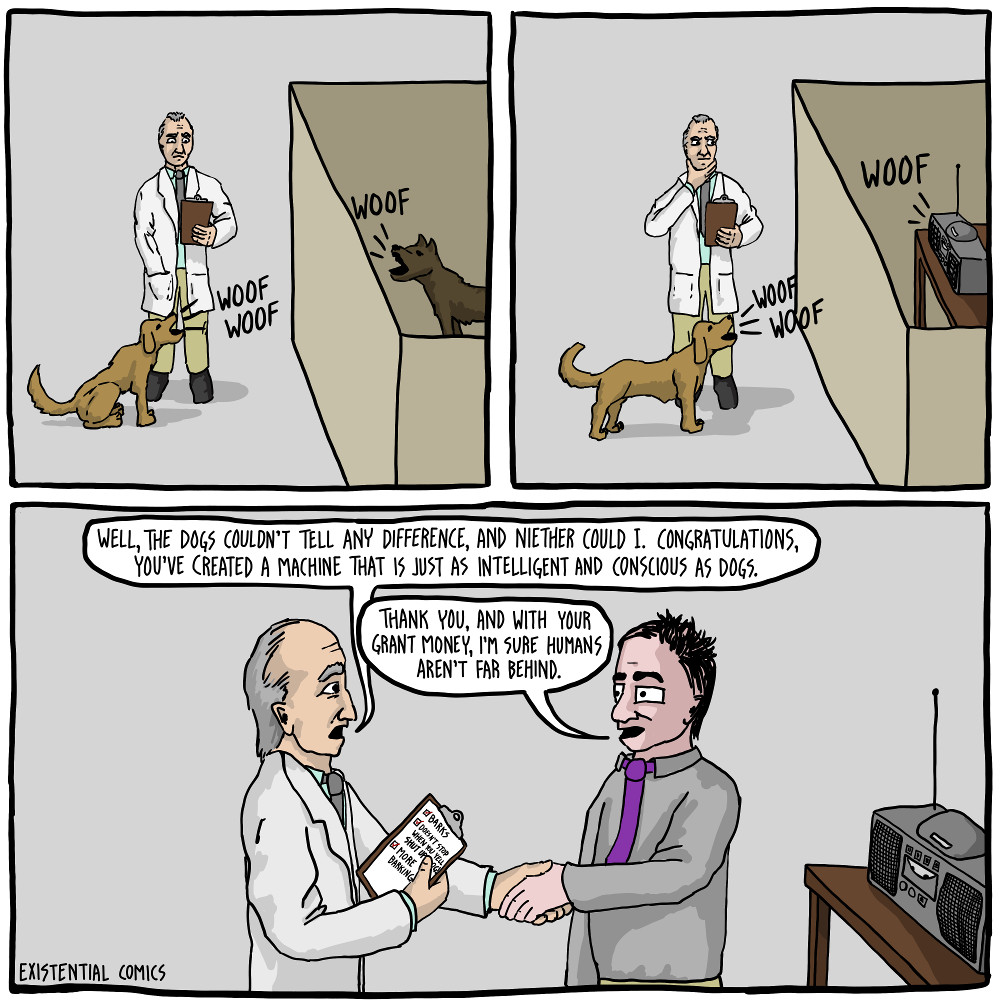 WOOF
WOOF
WOOF
WOOF
WOOF
WOOF
WELL, THE DOGS COULDN'T TELL ANY DIFFERENCE, AND NIETHER COULD I. CONGRATULATIONS,
YOU'VE CREATED A MACHINE THAT IS JUST AS INTELLIGENT AND CONSCIOUS AS DOGS.
THANK YOU, AND WITH YOUR
GRANT MONEY, I'M SURE HUMANS
AREN'T FAR BEHIND.
BARKS
DOESN'T STOP
WHEN YOU YELL
SHUT UP
MORE
BARKING
EXISTENTIAL COMICS